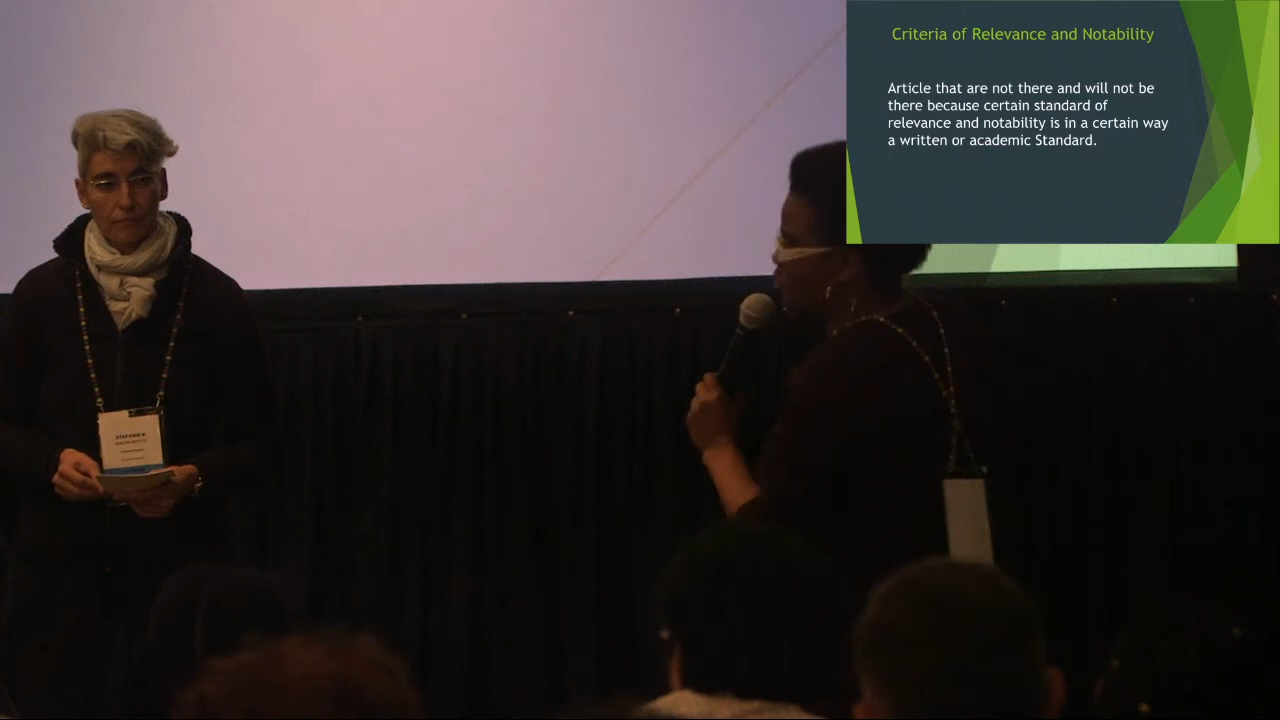 Criteria of Relevance and Notability
Article that are not there and will not be
there because certain standard of
relevance and notability is in a certain way
a written or academic Standard.
STEFANIE K